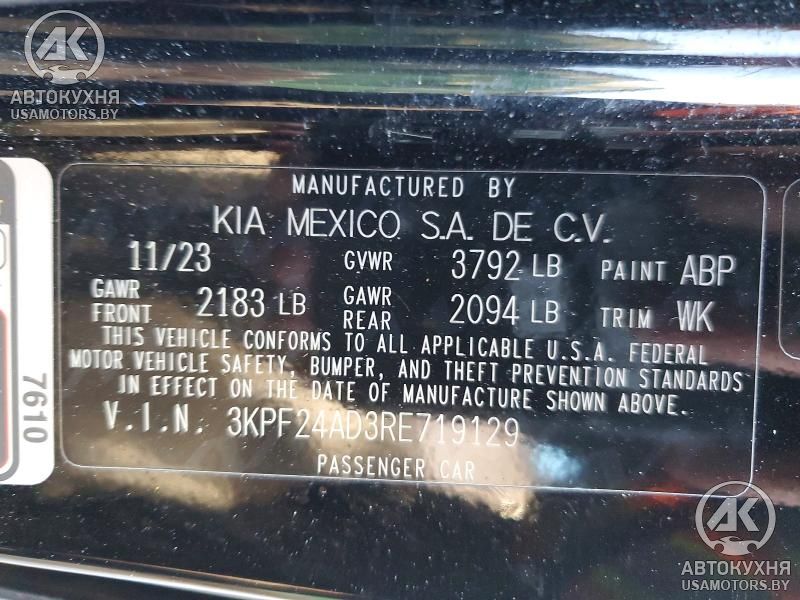 АК
АВТОКУХНЯ
USAMOTORS.BY
MANUFACTURED BY
KIA MEXICO S.A. DE C.V.
11/23 GVWR 3792 LB PAINT ABP
GAWR FRONT 2183 LB GAWR REAR 2094 LB TRIM WK
THIS VEHICLE CONFORMS TO ALL APPLICABLE U.S.A. FEDERAL
MOTOR VEHICLE SAFETY, BUMPER, AND THEFT PREVENTION STANDARDS
IN EFFECT ON THE DATE OF MANUFACTURE SHOWN ABOVE.
V.I.N. 3KPF24AD3RE719129
PASSENGER CAR
7610
АК
АВТОКУХНЯ
USAMOTORS.BY